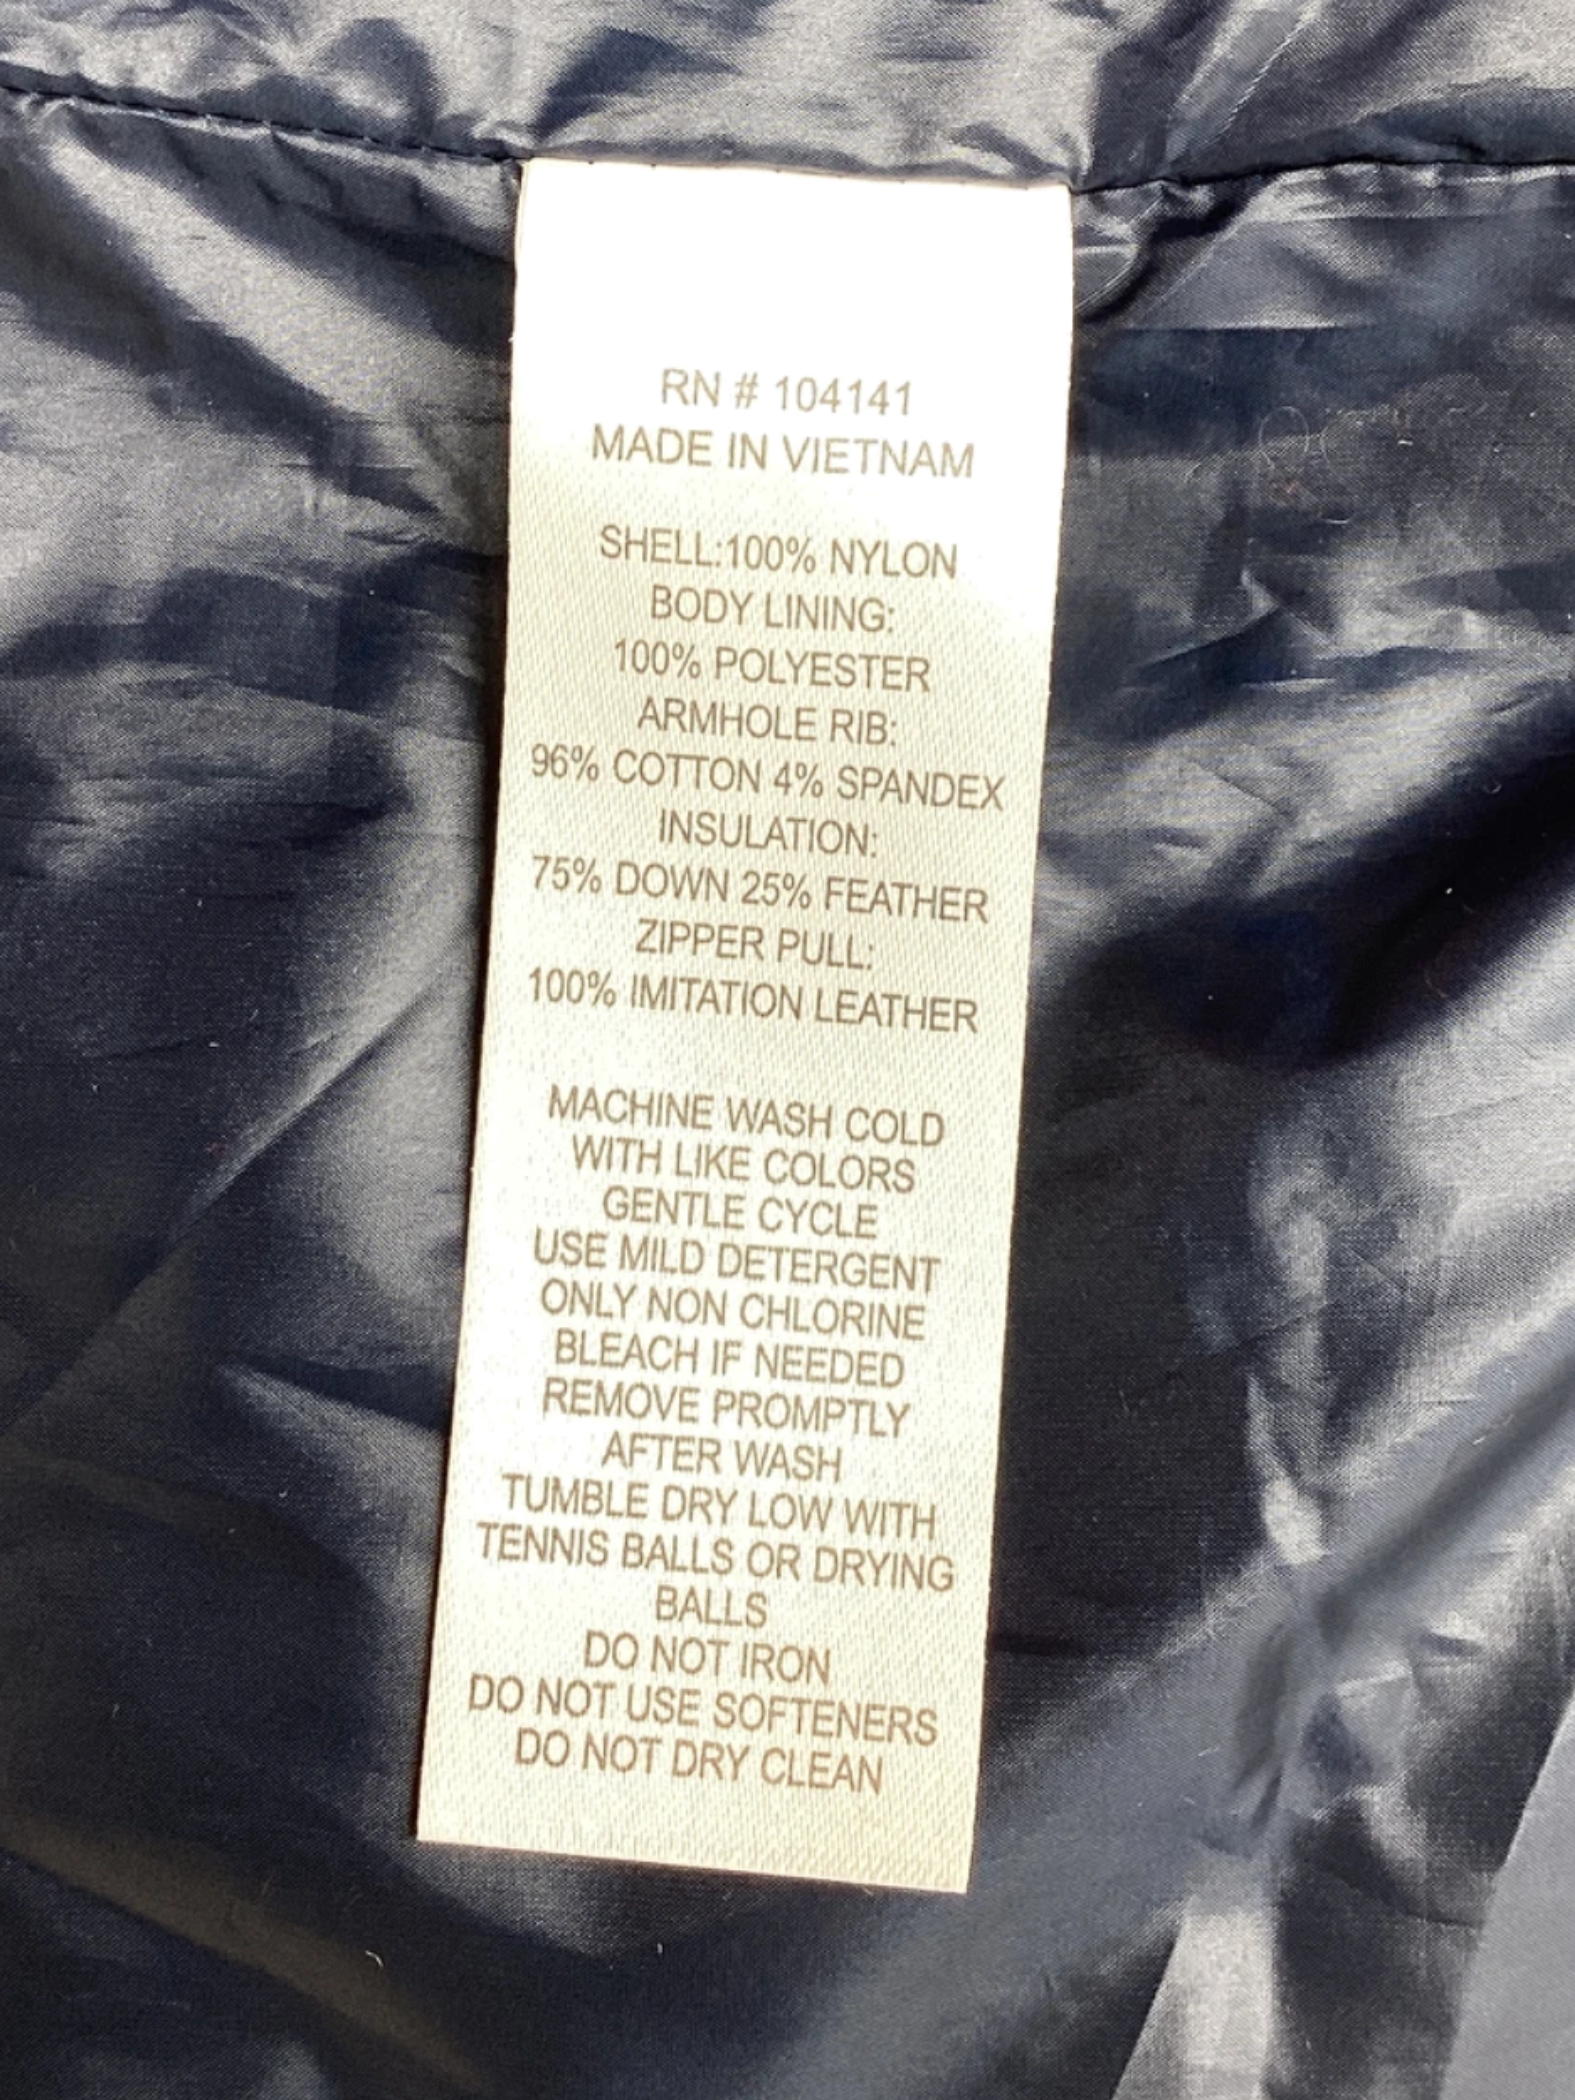 RN # 104141
MADE IN VIETNAM
SHELL:100% NYLON
BODY LINING:
100% POLYESTER
ARMHOLE RIB:
96% COTTON 4% SPANDEX
INSULATION:
75% DOWN 25% FEATHER
ZIPPER PULL:
100% IMITATION LEATHER
MACHINE WASH COLD
WITH LIKE COLORS
GENTLE CYCLE
USE MILD DETERGENT
ONLY NON CHLORINE
BLEACH IF NEEDED
REMOVE PROMPTLY
AFTER WASH
TUMBLE DRY LOW WITH
TENNIS BALLS OR DRYING
BALLS
DO NOT IRON
DO NOT USE SOFTENERS
DO NOT DRY CLEAN